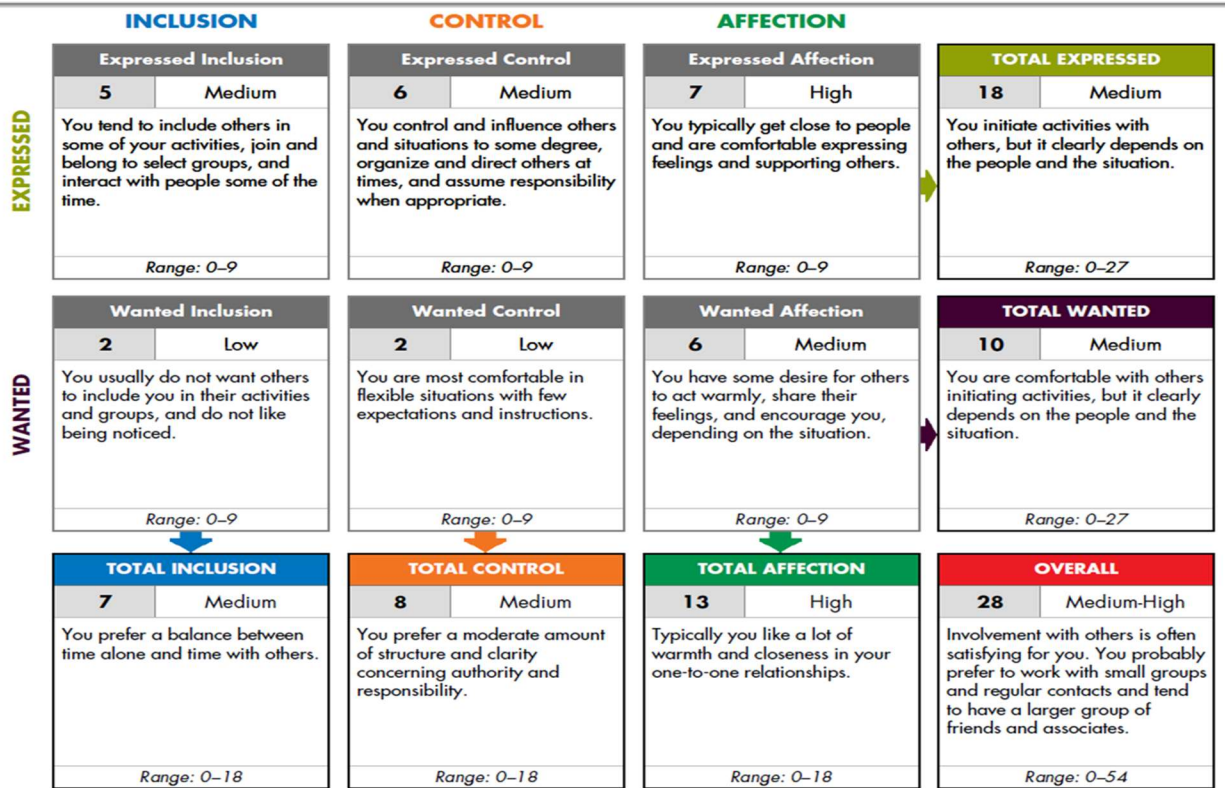 INCLUSION
CONTROL
AFFECTION
EXPRESSED
Expressed Inclusion
5 Medium
You tend to include others in
some of your activities, join and
belong to select groups, and
interact with people some of the
time.
Range: 0–9
Expressed Control
6 Medium
You control and influence others
and situations to some degree,
organize and direct others at
times, and assume responsibility
when appropriate.
Range: 0–9
Expressed Affection
7 High
You typically get close to people
and are comfortable expressing
feelings and supporting others.
Range: 0–9
TOTAL EXPRESSED
18 Medium
You initiate activities with
others, but it clearly depends on
the people and the situation.
Range: 0–27
WANTED
Wanted Inclusion
2 Low
You usually do not want others
to include you in their activities
and groups, and do not like
being noticed.
Range: 0–9
Wanted Control
2 Low
You are most comfortable in
flexible situations with few
expectations and instructions.
Range: 0–9
Wanted Affection
6 Medium
You have some desire for others
to act warmly, share their
feelings, and encourage you,
depending on the situation.
Range: 0–9
TOTAL WANTED
10 Medium
You are comfortable with others
initiating activities, but it clearly
depends on the people and the
situation.
Range: 0–27
TOTAL INCLUSION
7 Medium
You prefer a balance between
time alone and time with others.
Range: 0–18
TOTAL CONTROL
8 Medium
You prefer a moderate amount
of structure and clarity
concerning authority and
responsibility.
Range: 0–18
TOTAL AFFECTION
13 High
Typically you like a lot of
warmth and closeness in your
one-to-one relationships.
Range: 0–18
OVERALL
28 Medium-High
Involvement with others is often
satisfying for you. You probably
prefer to work with small groups
and regular contacts and tend
to have a larger group of
friends and associates.
Range: 0–54